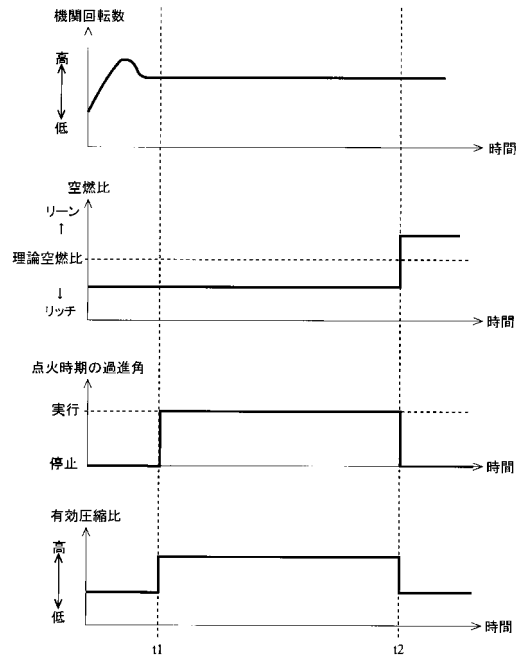 機関回転数
高
低
時間
空燃比
リーン
↑
理論空燃比
↓
リッチ
時間
点火時期の過進角
実行
停止
時間
有効圧縮比
高
低
時間
t1
t2